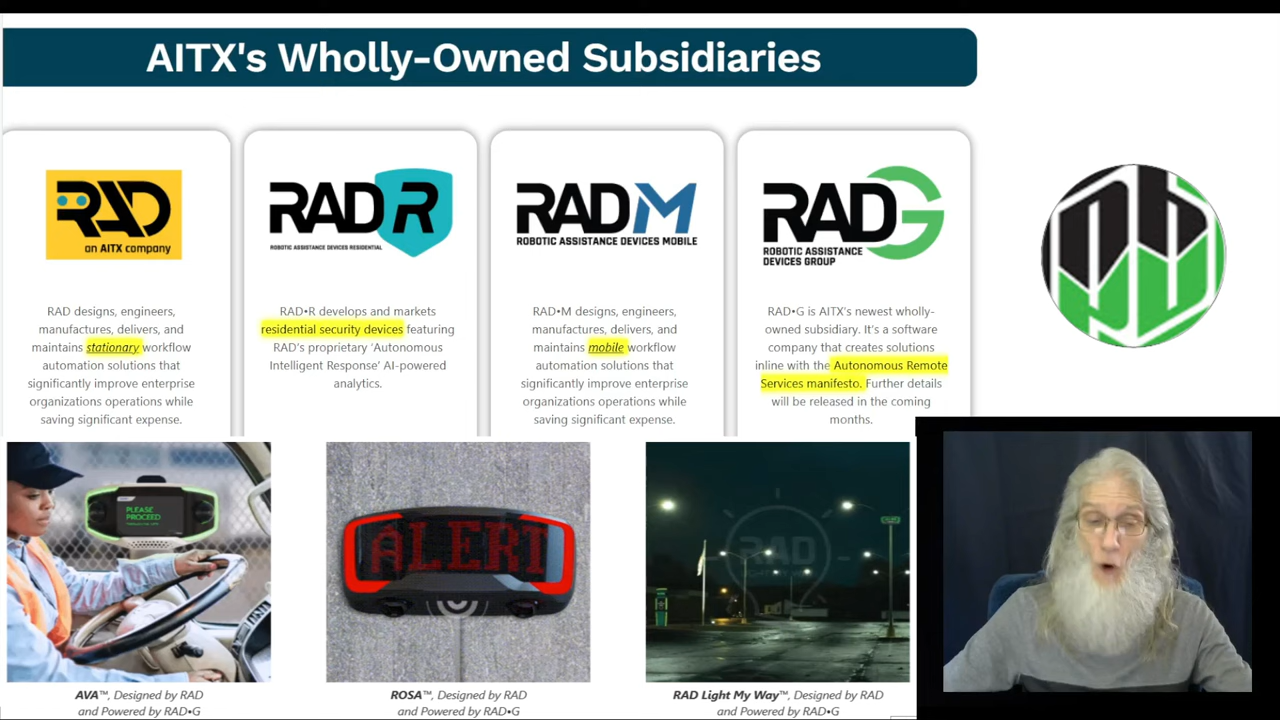 AITX's Wholly-Owned Subsidiaries
RAD
an AITX company
RAD R
ROBOTIC ASSISTANCE DEVICES RESIDENTIAL
RADM
ROBOTIC ASSISTANCE DEVICES MOBILE
RADG
ROBOTIC ASSISTANCE
DEVICES GROUP
RAD designs, engineers,
manufactures, delivers, and
maintains stationary workflow
automation solutions that
significantly improve enterprise
organizations operations while
saving significant expense.
RAD•R develops and markets
residential security devices featuring
RAD's proprietary 'Autonomous
Intelligent Response' AI-powered
analytics.
RAD•M designs, engineers,
manufactures, delivers, and
maintains mobile workflow
automation solutions that
significantly improve enterprise
organizations operations while
saving significant expense.
RAD•G is AITX's newest wholly-
owned subsidiary. It's a software
company that creates solutions
inline with the Autonomous Remote
Services manifesto. Further details
will be released in the coming
months.
PLEASE
PROCEED
ALERT
RAD
AVA™, Designed by RAD
and Powered by RAD•G
ROSA™, Designed by RAD
and Powered by RAD•G
RAD Light My Way™, Designed by RAD
and Powered by RAD•G